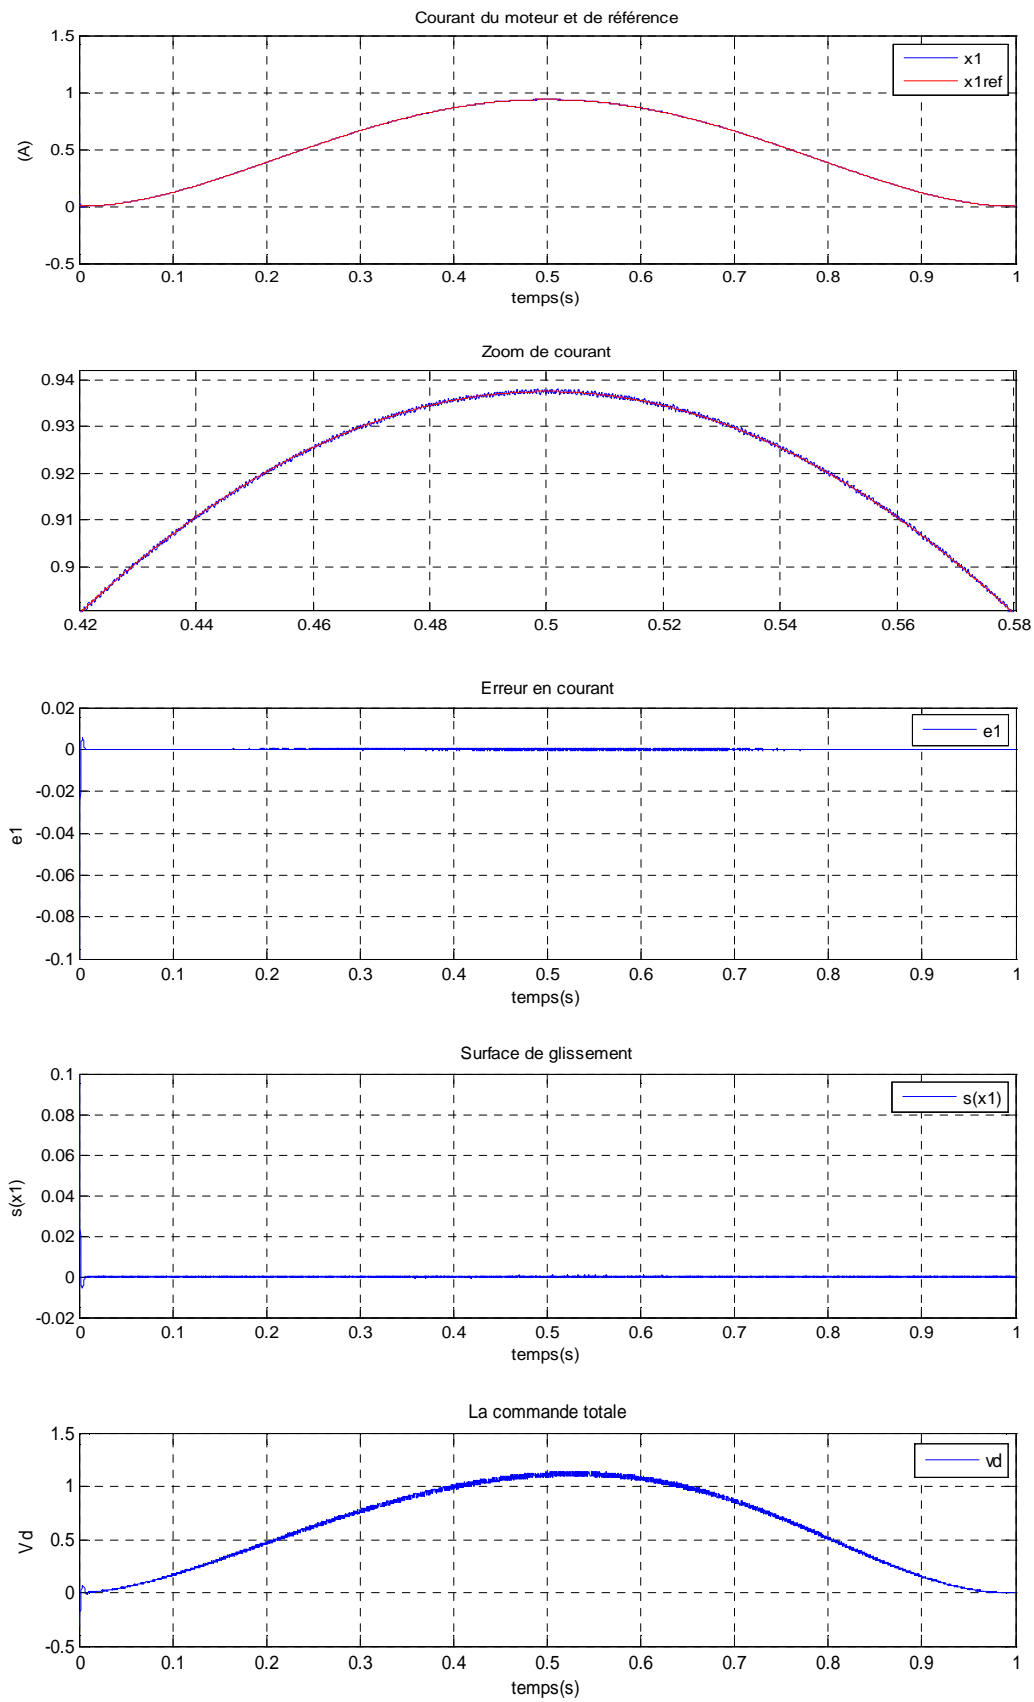 Courant du moteur et de référence
1.5
1
0.5
0
-0.5
(A)
x1
x1ref
0 0.1 0.2 0.3 0.4 0.5 0.6 0.7 0.8 0.9 1
temps(s)
Zoom de courant
0.94
0.93
0.92
0.91
0.9
0.42 0.44 0.46 0.48 0.5 0.52 0.54 0.56 0.58
Erreur en courant
0.02
0
-0.02
-0.04
-0.06
-0.08
-0.1
e1
e1
0 0.1 0.2 0.3 0.4 0.5 0.6 0.7 0.8 0.9 1
temps(s)
Surface de glissement
0.1
0.08
0.06
0.04
0.02
0
-0.02
s(x1)
s(x1)
0 0.1 0.2 0.3 0.4 0.5 0.6 0.7 0.8 0.9 1
temps(s)
La commande totale
1.5
1
0.5
0
-0.5
Vd
vd
0 0.1 0.2 0.3 0.4 0.5 0.6 0.7 0.8 0.9 1
temps(s)